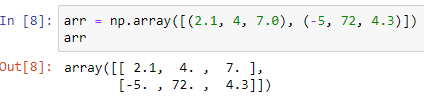 In [8]: arr = np.array([(2.1, 4, 7.0), (-5, 72, 4.3)])
arr
Out[8]: array([[ 2.1,  4. ,  7. ],
[-5. , 72. ,  4.3]])